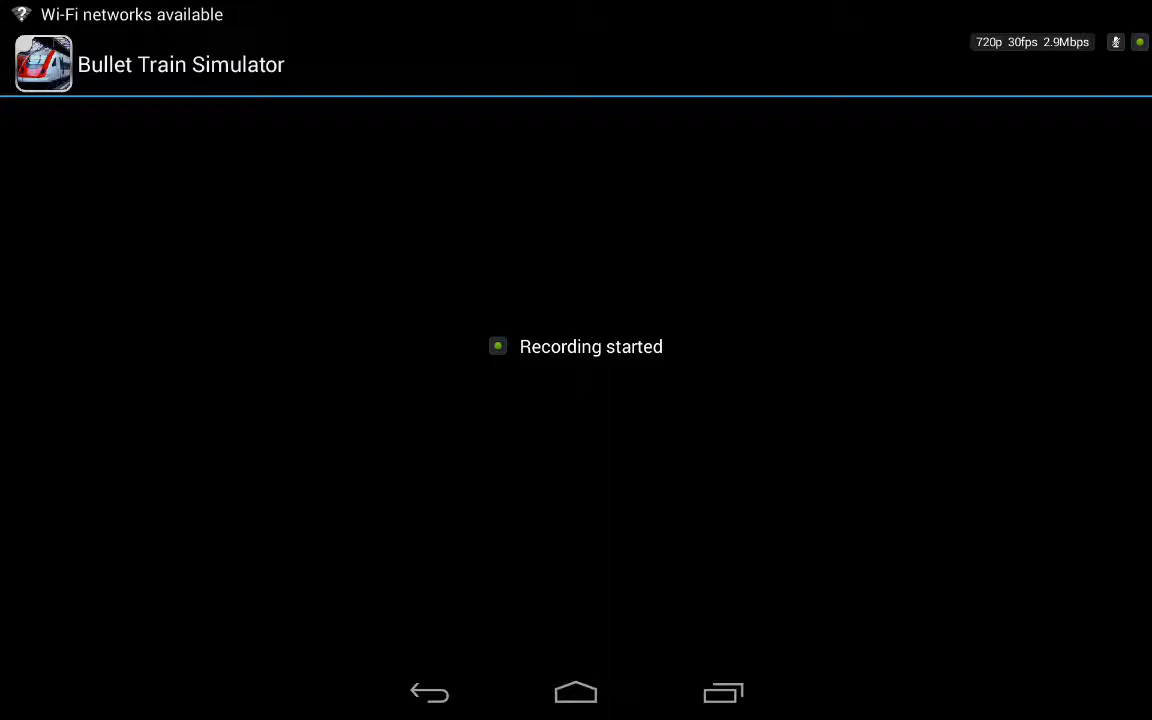 Wi-Fi networks available
720p 30fps 2.9Mbps
Bullet Train Simulator
Recording started